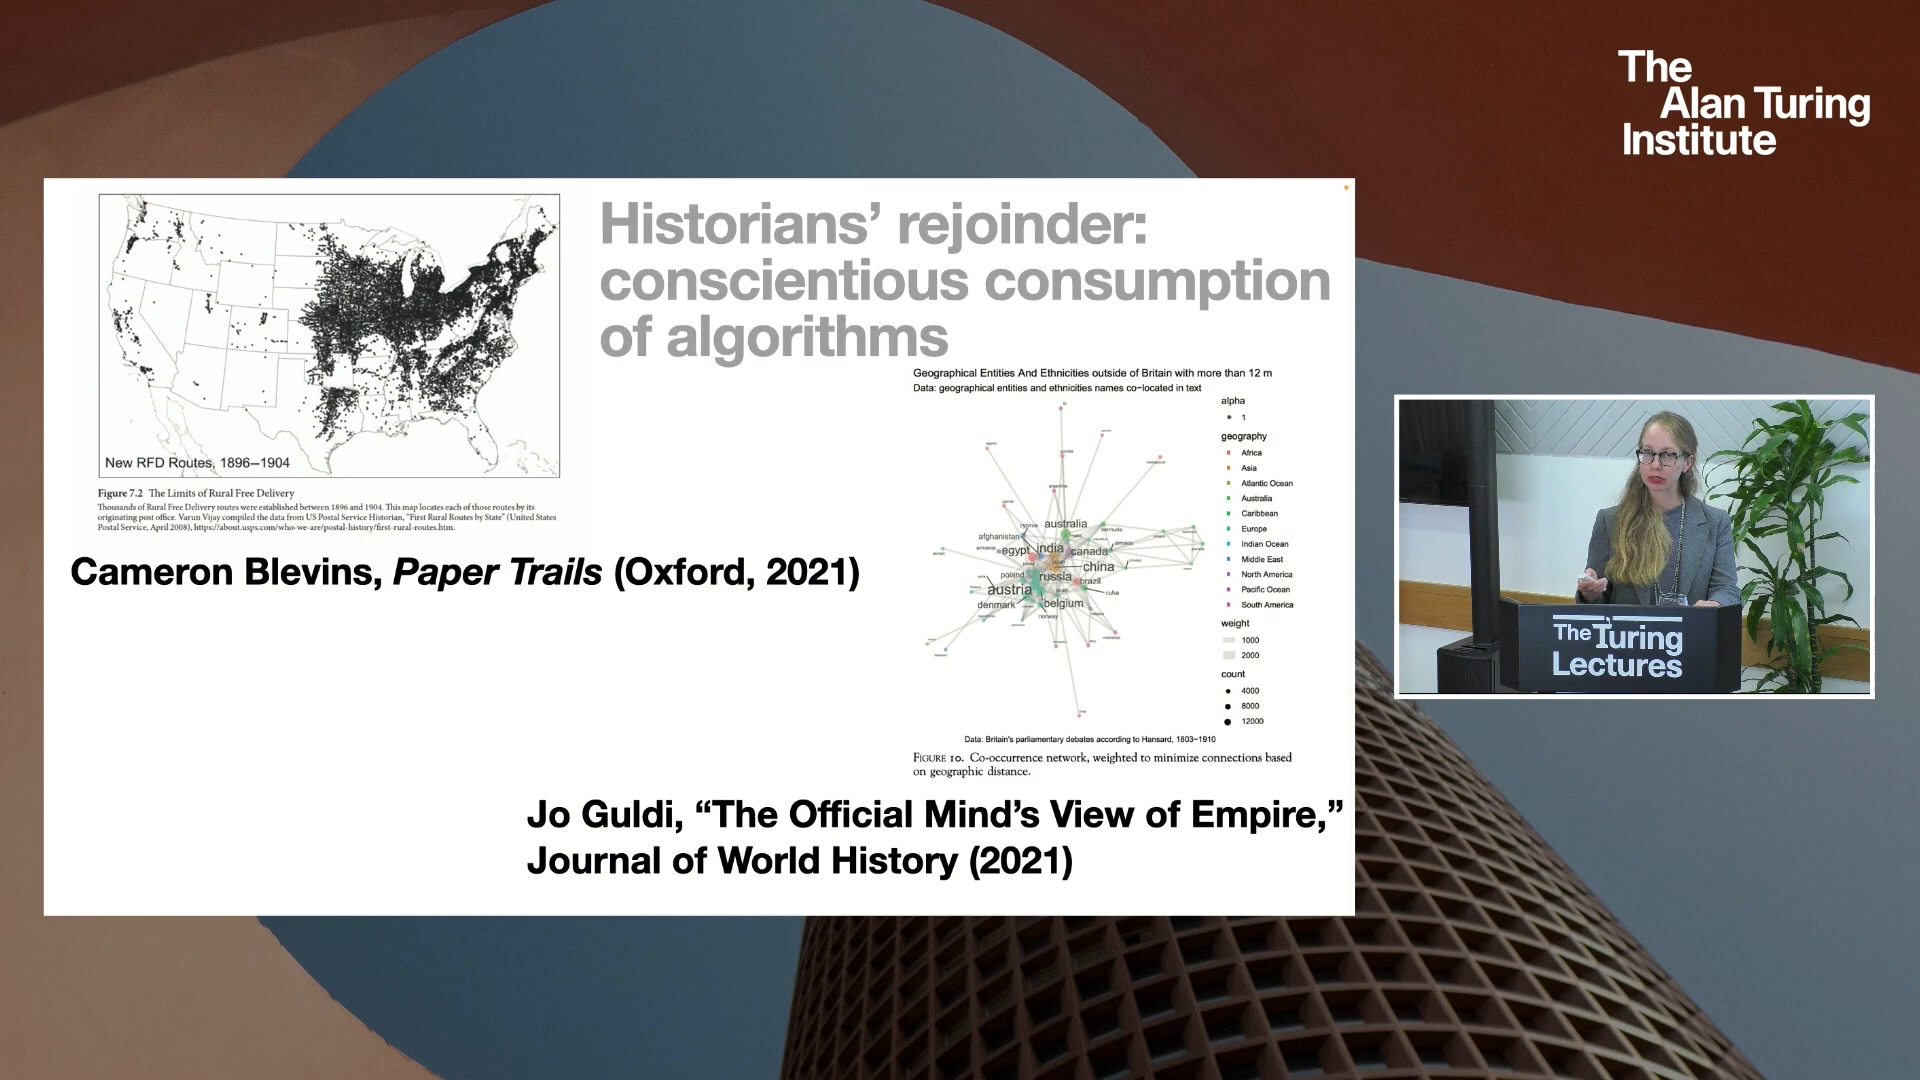 The
Alan Turing
Institute
Historians’ rejoinder:
conscientious consumption
of algorithms
New RFD Routes, 1896–1904
Figure 7.2 The Limits of Rural Free Delivery
Thousands of Rural Free Delivery routes were established between 1896 and 1904. This map locates each of those routes by its
originating post office. Varun Vijay compiled the data from US Postal Service Historian, "First Rural Routes by State" (United States
Postal Service, April 2008), https://about.usps.com/who-we-are/postal-history/first-rural-routes.htm.
Cameron Blevins, Paper Trails (Oxford, 2021)
Geographical Entities And Ethnicities outside of Britain with more than 12 m
Data: geographical entities and ethnicities names co−located in text
australia
afghanistan
egypt
india
canada
china
poland
russia
brazil
austria
cuba
denmark
belgium
norway
alpha
1
geography
Africa
Asia
Atlantic Ocean
Australia
Caribbean
Europe
Indian Ocean
Middle East
North America
Pacific Ocean
South America
weight
1000
2000
count
4000
8000
12000
Data: Britain's parliamentary debates according to Hansard, 1803−1910
FIGURE 10. Co-occurrence network, weighted to minimize connections based
on geographic distance.
Jo Guldi, “The Official Mind’s View of Empire,”
Journal of World History (2021)
The Turing
Lectures